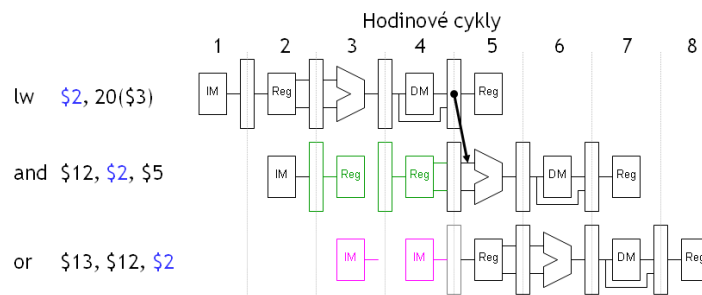 Hodinové cykly
1 2 3 4 5 6 7 8
lw $2, 20($3) IM Reg DM Reg
and $12, $2, $5 IM Reg Reg DM Reg
or $13, $12, $2 IM IM Reg DM Reg